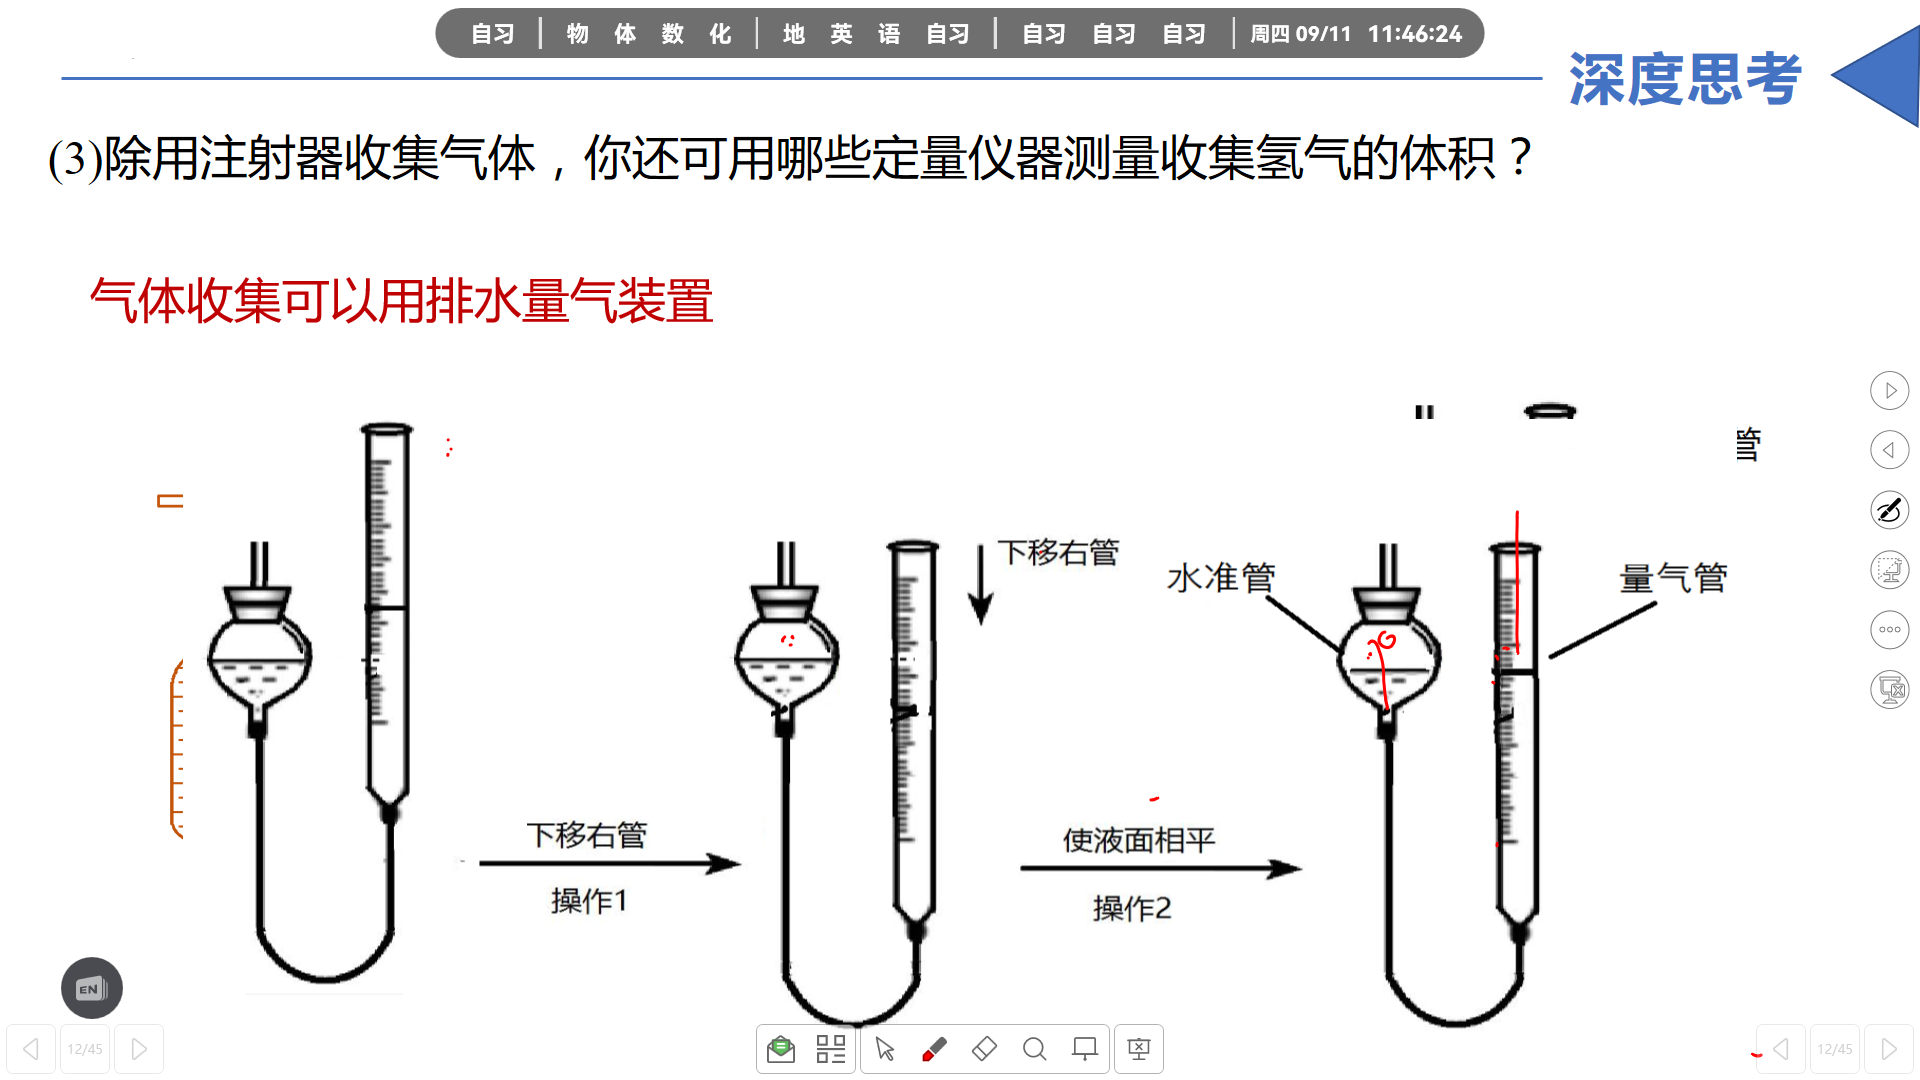 自习 | 物 体 数 化 | 地 英 语 自习 | 自习 自习 自习 | 周四 09/11 11:46:24
深度思考
(3)除用注射器收集气体，你还可用哪些定量仪器测量收集氢气的体积？
气体收集可以用排水量气装置
管
下移右管
水准管
量气管
下移右管
操作1
使液面相平
操作2
EN
12/45
12/45